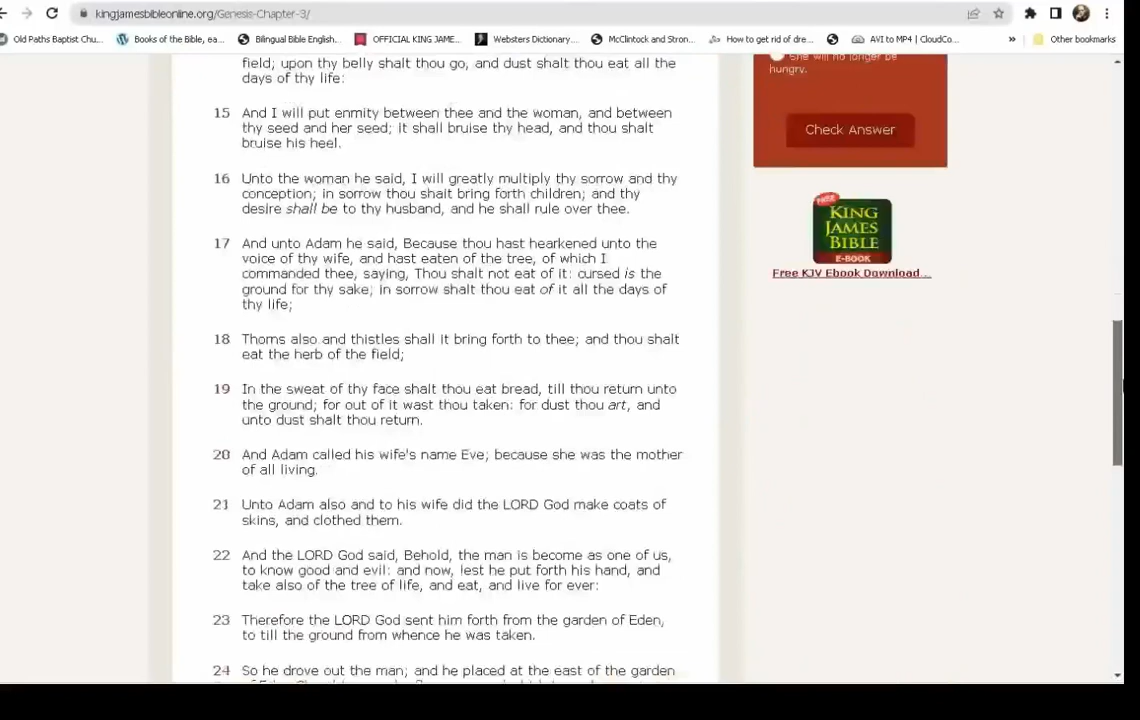 kingjamesbibleonline.org/Genesis-Chapter-3/
Old Paths Baptist Chu...
Books of the Bible, ea...
Bilingual Bible English...
OFFICIAL KING JAME...
Websters Dictionary...
McClintock and Stron...
How to get rid of dre...
AVI to MP4 | CloudCo...
»
Other bookmarks
field; upon thy belly shalt thou go, and dust shalt thou eat all the
days of thy life:
15 And I will put enmity between thee and the woman, and between
thy seed and her seed; it shall bruise thy head, and thou shalt
bruise his heel.
16 Unto the woman he said, I will greatly multiply thy sorrow and thy
conception; in sorrow thou shalt bring forth children; and thy
desire shall be to thy husband, and he shall rule over thee.
17 And unto Adam he said, Because thou hast hearkened unto the
voice of thy wife, and hast eaten of the tree, of which I
commanded thee, saying, Thou shalt not eat of it: cursed is the
ground for thy sake; in sorrow shalt thou eat of it all the days of
thy life;
18 Thorns also and thistles shall it bring forth to thee; and thou shalt
eat the herb of the field;
19 In the sweat of thy face shalt thou eat bread, till thou return unto
the ground; for out of it wast thou taken: for dust thou art, and
unto dust shalt thou return.
20 And Adam called his wife's name Eve; because she was the mother
of all living.
21 Unto Adam also and to his wife did the LORD God make coats of
skins, and clothed them.
22 And the LORD God said, Behold, the man is become as one of us,
to know good and evil: and now, lest he put forth his hand, and
take also of the tree of life, and eat, and live for ever:
23 Therefore the LORD God sent him forth from the garden of Eden,
to till the ground from whence he was taken.
24 So he drove out the man; and he placed at the east of the garden
She will no longer be
hungry.
Check Answer
FREE
KING
JAMES
BIBLE
E-BOOK
Free KJV Ebook Download...